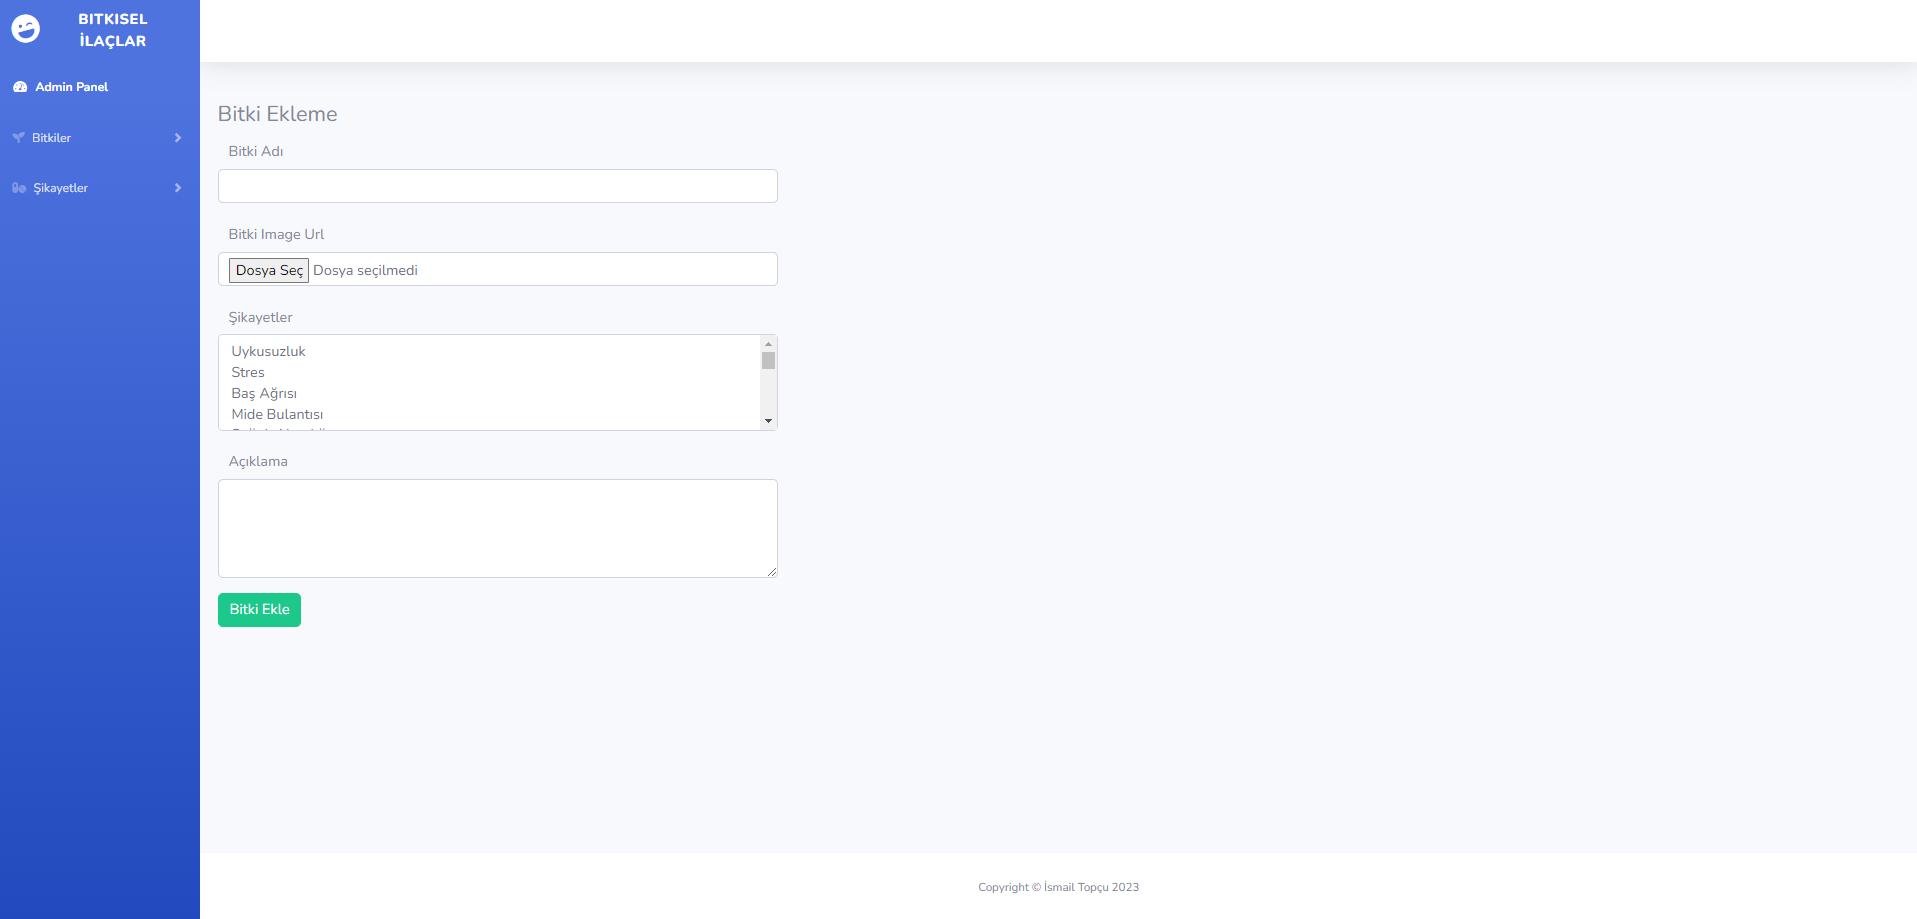 BITKISEL
İLAÇLAR
Admin Panel
Bitkiler
Şikayetler
Bitki Ekleme
Bitki Adı
Bitki Image Url
Dosya Seç Dosya seçilmedi
Şikayetler
Uykusuzluk
Stres
Baş Ağrısı
Mide Bulantısı
Açıklama
Bitki Ekle
Copyright © İsmail Topçu 2023